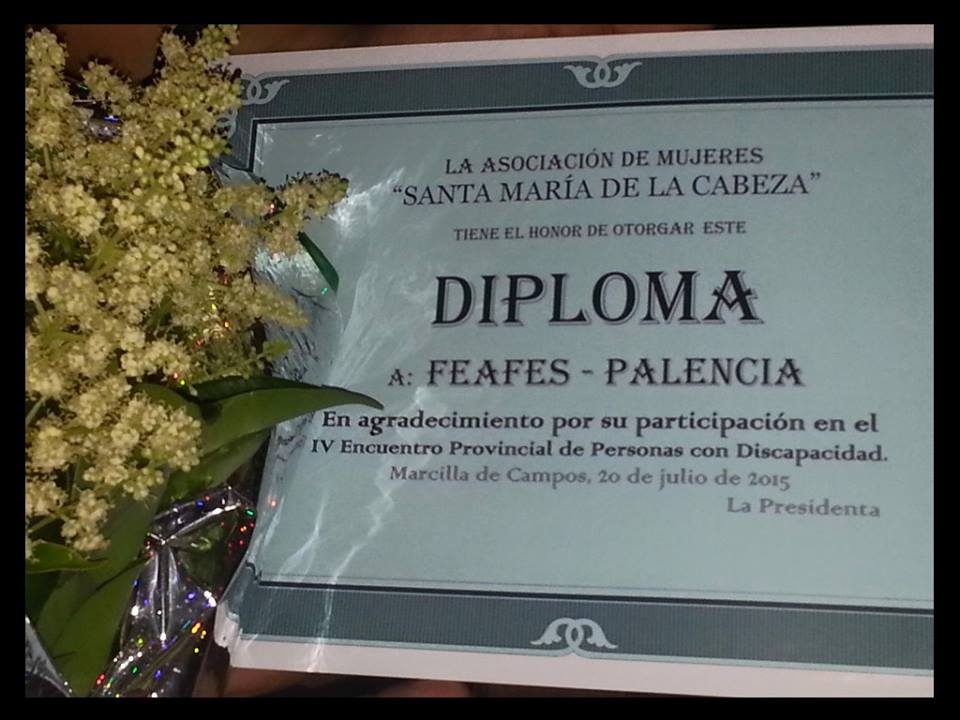 LA ASOCIACIÓN DE MUJERES
“SANTA MARÍA DE LA CABEZA”
TIENE EL HONOR DE OTORGAR ESTE
DIPLOMA
A: FEAFES - PALENCIA
En agradecimiento por su participación en el
IV Encuentro Provincial de Personas con Discapacidad.
Marcilla de Campos, 20 de julio de 2015
La Presidenta